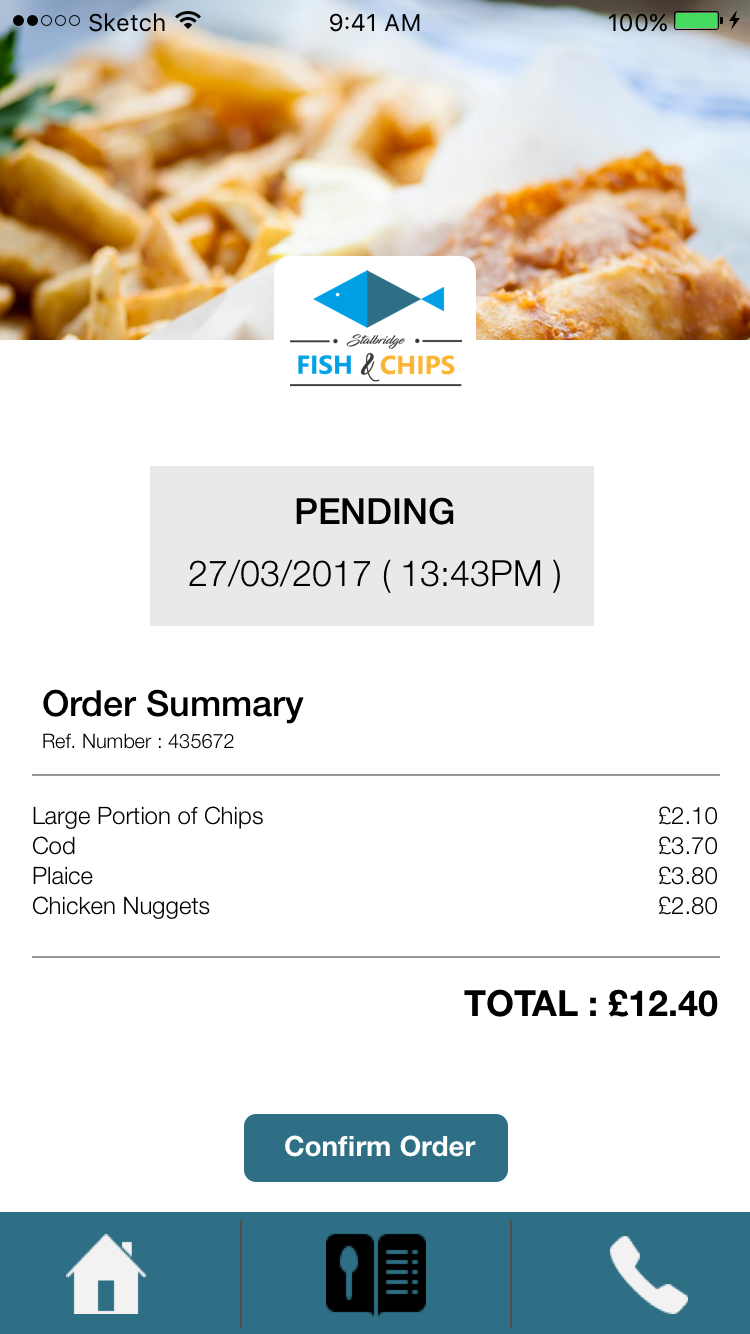 Sketch 9:41 AM 100%
Stalbridge
FISH & CHIPS
PENDING
27/03/2017 ( 13:43PM )
Order Summary
Ref. Number : 435672
Large Portion of Chips £2.10
Cod £3.70
Plaice £3.80
Chicken Nuggets £2.80
TOTAL : £12.40
Confirm Order